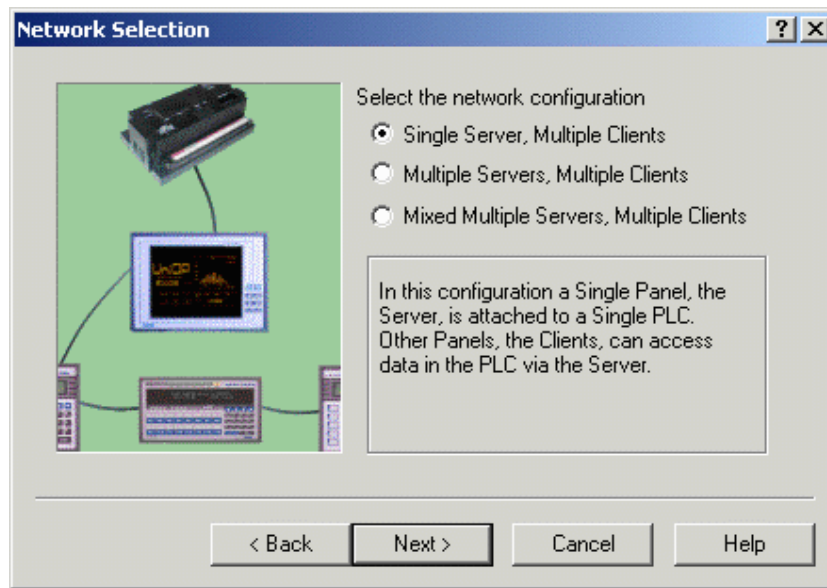 Network Selection
Select the network configuration
Single Server, Multiple Clients
Multiple Servers, Multiple Clients
Mixed Multiple Servers, Multiple Clients
In this configuration a Single Panel, the
Server, is attached to a Single PLC.
Other Panels, the Clients, can access
data in the PLC via the Server.
UniOP
< Back
Next >
Cancel
Help